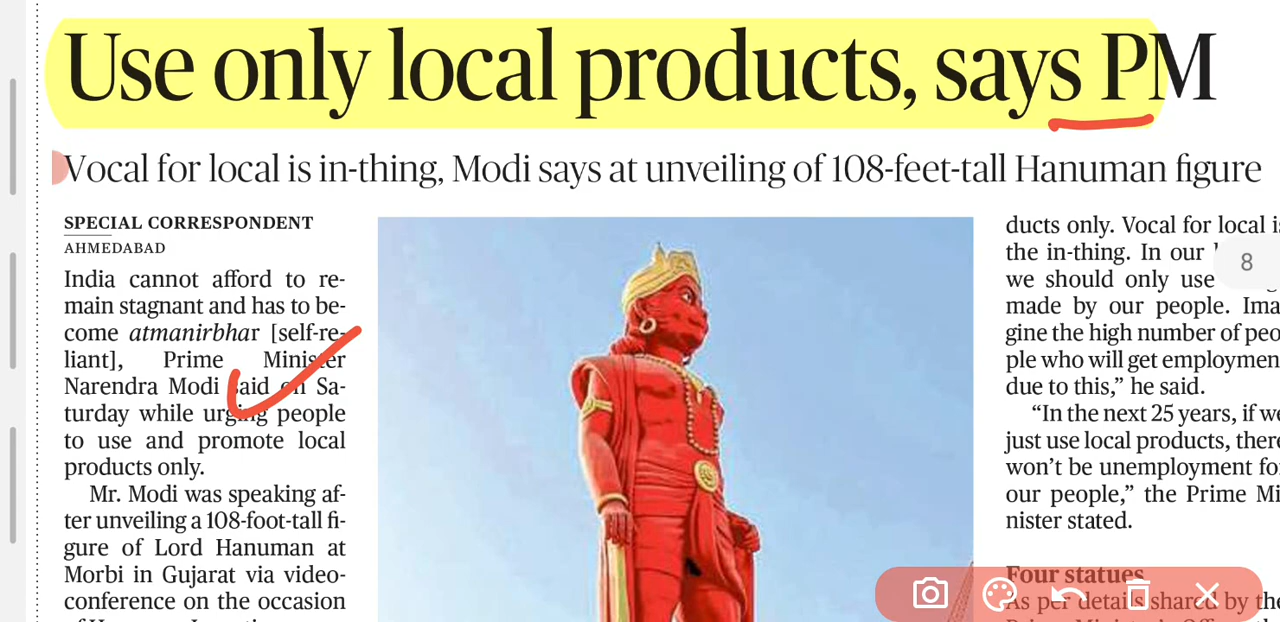 Use only local products, says PM
Vocal for local is in-thing, Modi says at unveiling of 108-feet-tall Hanuman figure
SPECIAL CORRESPONDENT
AHMEDABAD
India cannot afford to re-
main stagnant and has to be-
come atmanirbhar [self-re-
liant], Prime Minister
Narendra Modi said on Sa-
turday while urging people
to use and promote local
products only.
Mr. Modi was speaking af-
ter unveiling a 108-foot-tall fi-
gure of Lord Hanuman at
Morbi in Gujarat via video-
conference on the occasion
ducts only. Vocal for local is
the in-thing. In our
we should only use
made by our people. Ima
gine the high number of peo
ple who will get employmen
due to this,” he said.
“In the next 25 years, if we
just use local products, there
won’t be unemployment for
our people,” the Prime Mi
nister stated.
Four statues
As per details shared by the
8